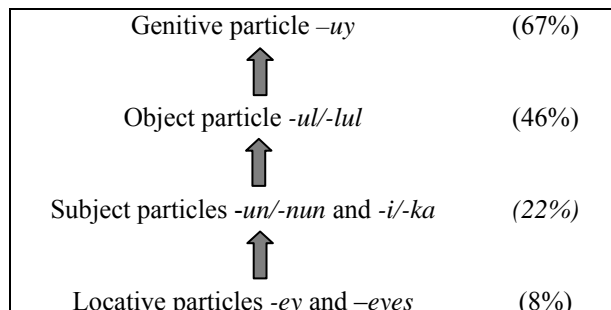 Genitive particle –uy (67%)
Object particle -ul/-lul (46%)
Subject particles -un/-nun and -i/-ka (22%)
Locative particles -ey and –eyes (8%)